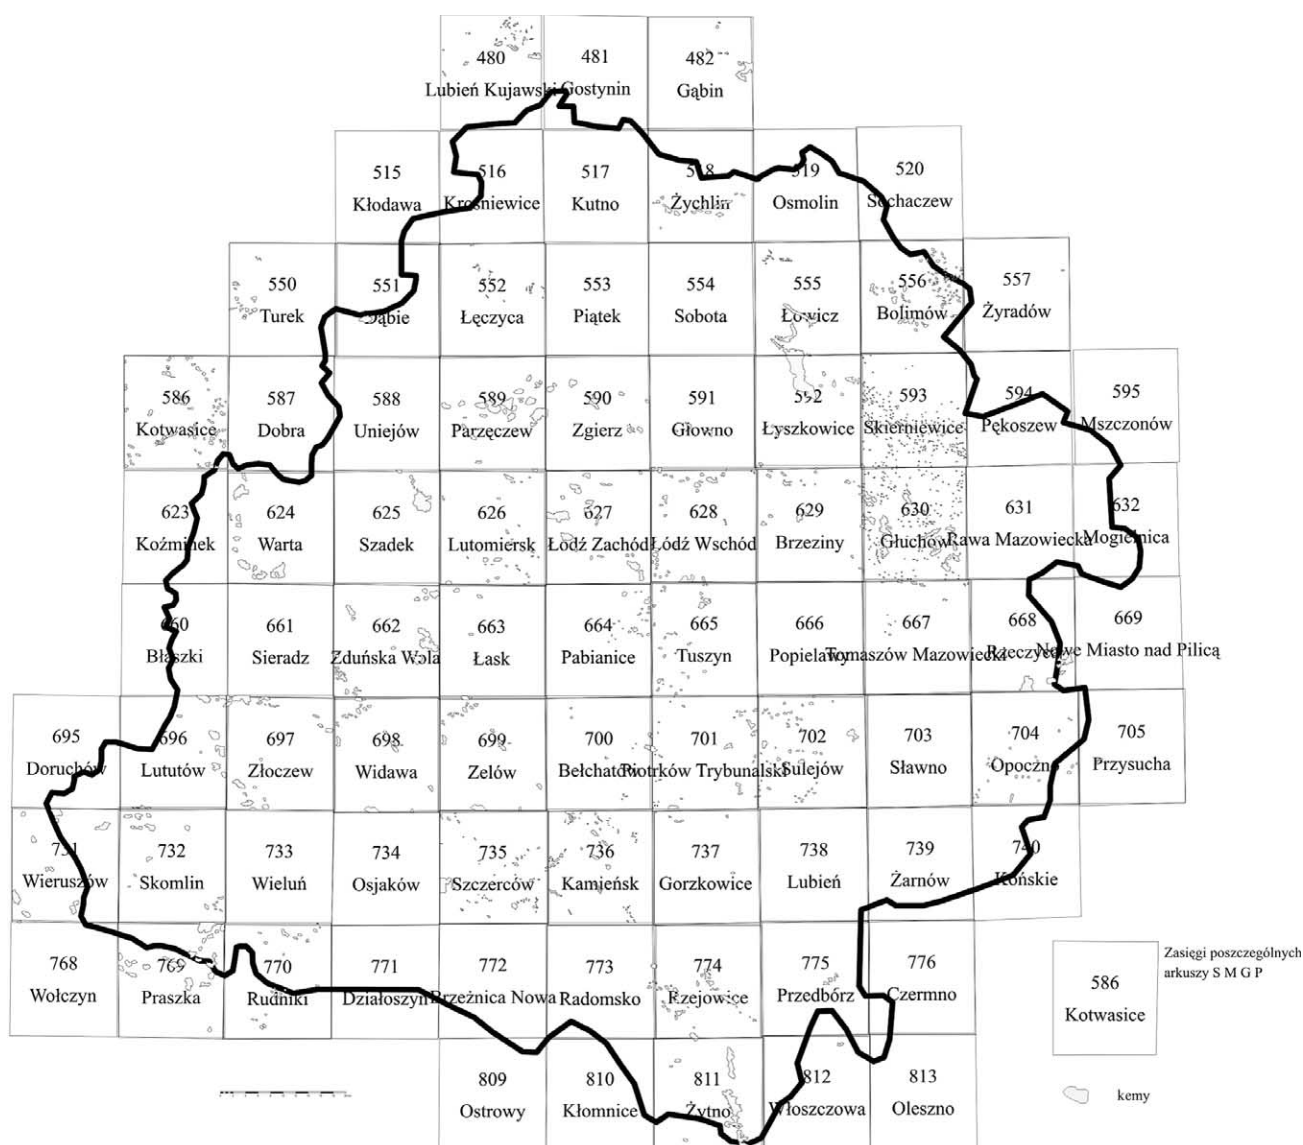 480 481 482
Lubień Kujawski Gostynin Gąbin
515 516 517 518 519 520
Kłodawa Krośniewice Kutno Żychlin Osmolin Sochaczew
550 551 552 553 554 555 556 557
Turek Dąbie Łęczyca Piątek Sobota Łowicz Bolimów Żyradów
586 587 588 589 590 591 592 593 594 595
Kotwasice Dobra Uniejów Parzęczew Zgierz Głowno Łyszkowice Skierniewice Pękoszew Mszczonów
623 624 625 626 627 628 629 630 631 632
Koźminek Warta Szadek Lutomiersk Łódź Zachód Łódź Wschód Brzeziny Głuchów Rawa Mazowiecka Mogielnica
660 661 662 663 664 665 666 667 668 669
Błaszki Sieradz Zduńska Wola Łask Pabianice Tuszyn Popielawy Tomaszów Mazowiecki Rzeczyca Nowe Miasto nad Pilicą
695 696 697 698 699 700 701 702 703 704 705
Doruchów Lututów Złoczew Widawa Zelów Bełchatów Piotrków Trybunalski Sulejów Sławno Opoczno Przysucha
731 732 733 734 735 736 737 738 739 740
Wieruszów Skomlin Wieluń Osjaków Szczerców Kamieńsk Gorzkowice Lubień Żarnów Końskie
768 769 770 771 772 773 774 775 776
Wołczyn Praszka Rudniki Działoszyn Brzeźnica Nowa Radomsko Rzejowice Przedbórz Czermno
809 810 811 812 813
Ostrowy Kłomnice Żytno Włoszczowa Oleszno
Zasięgi poszczególnych
arkuszy S M G P
586
Kotwasice
kemy